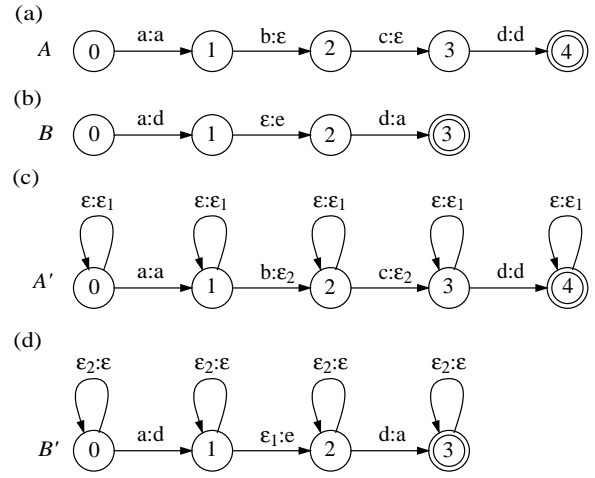 (a)
a:a b:ε c:ε d:d
A 0 1 2 3 4
(b)
a:d ε:e d:a
B 0 1 2 3
(c)
ε:ε₁ ε:ε₁ ε:ε₁ ε:ε₁ ε:ε₁
a:a b:ε₂ c:ε₂ d:d
A′ 0 1 2 3 4
(d)
ε₂:ε ε₂:ε ε₂:ε ε₂:ε
a:d ε₁:e d:a
B′ 0 1 2 3